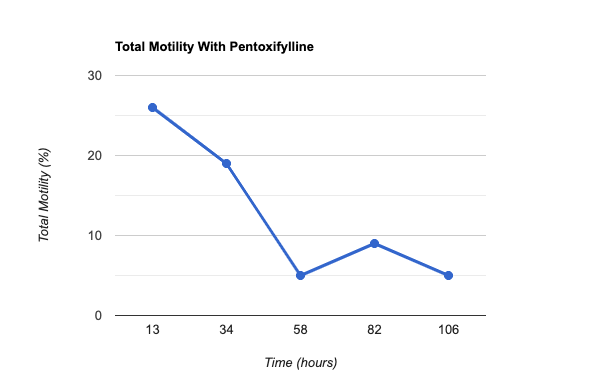 Total Motility With Pentoxifylline
30
20
10
0
Total Motility (%)
13 34 58 82 106
Time (hours)